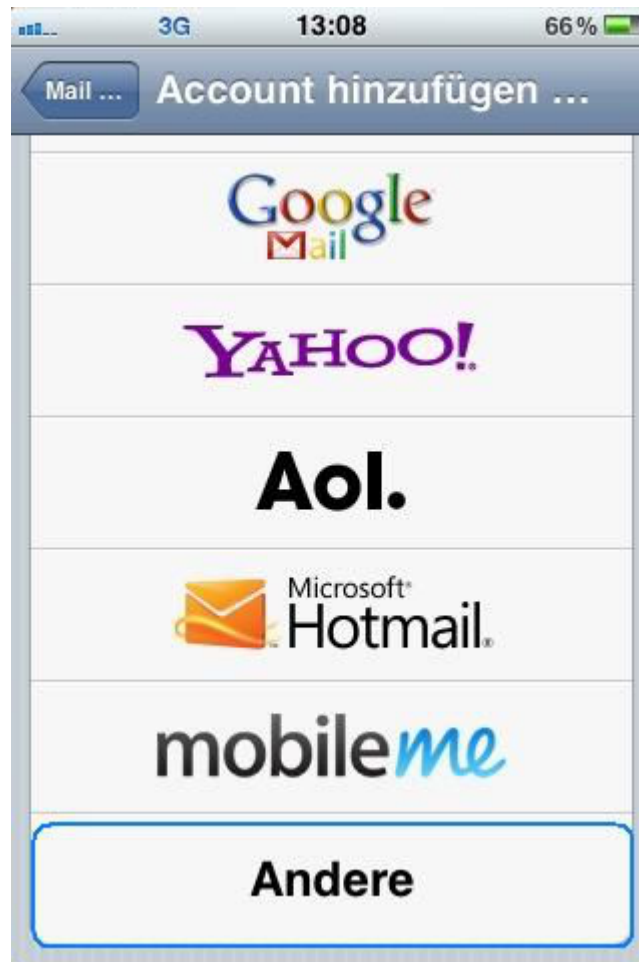 3G 13:08 66%
Mail ... Account hinzufügen ...
Google
Mail
YAHOO!
Aol.
Microsoft®
Hotmail®
mobileme
Andere